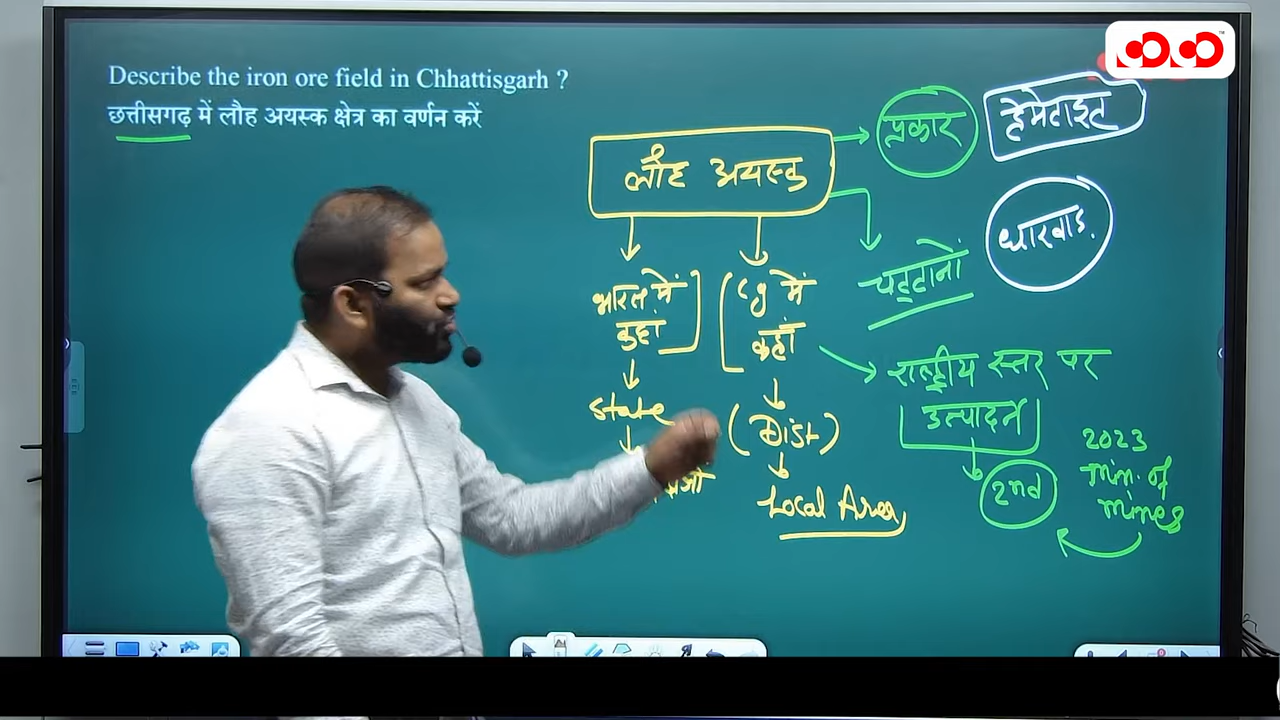 Describe the iron ore field in Chhattisgarh ?
छत्तीसगढ़ में लौह अयस्क क्षेत्र का वर्णन करें
लौह अयस्क
प्रकार
हेमेटाइट
चट्टानों
धारवाड़.
भारत में
कहां
Cg में
कहाँ
State
(Dist)
Local Area,
राष्ट्रीय स्तर पर
उत्पादन
2nd
2023
min. of
mines